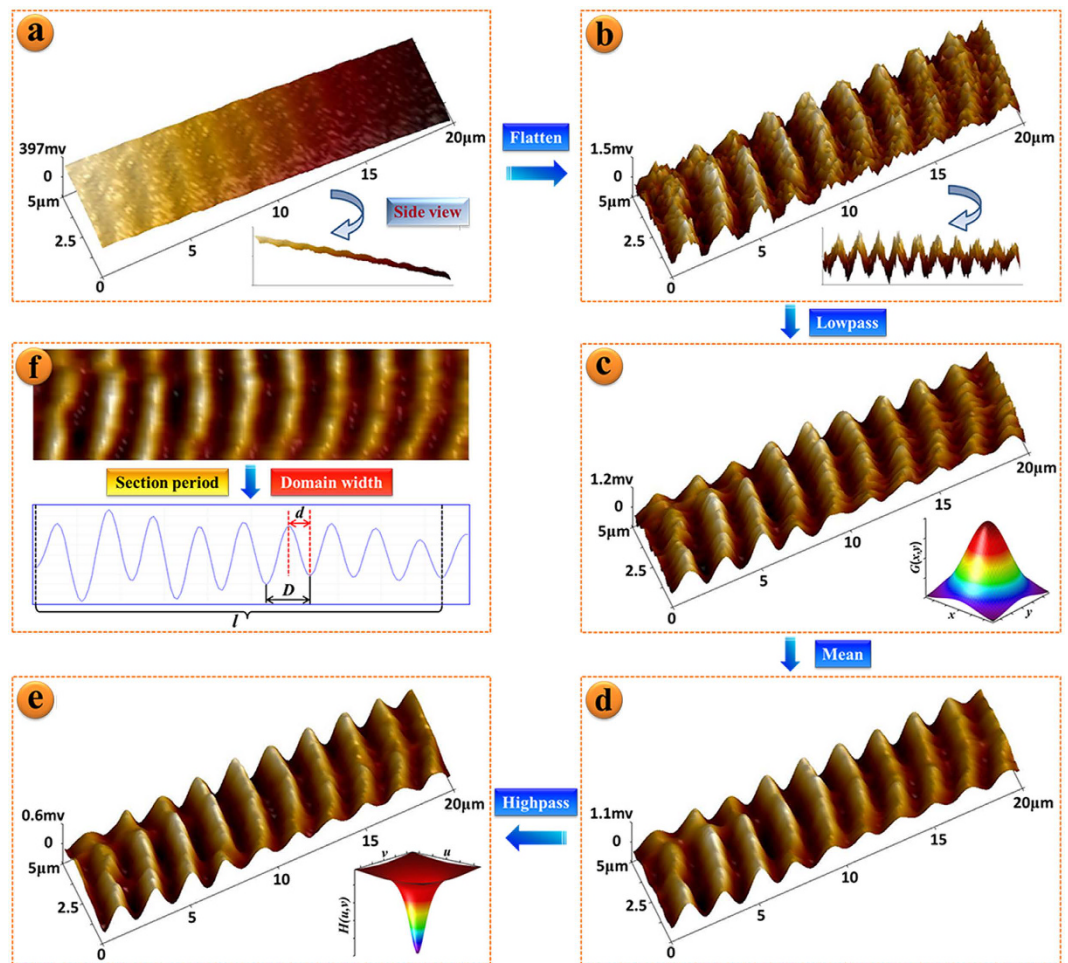 a
397mv
0
5μm
2.5
0
5
10
15
20μm
Side view
Flatten
b
1.5mv
0
5μm
2.5
0
5
10
15
20μm
Lowpass
c
1.2mv
0
5μm
2.5
0
5
10
15
20μm
G(x,y)
x
y
Mean
d
1.1mv
0
5μm
2.5
0
5
10
15
20μm
Highpass
e
0.6mv
0
5μm
2.5
0
5
10
15
20μm
H(u,v)
v
u
f
Section period
Domain width
d
D
l